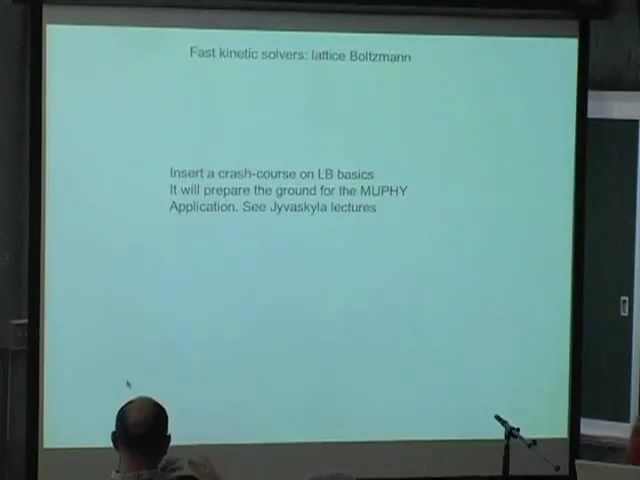 Fast kinetic solvers: lattice Boltzmann
Insert a crash-course on LB basics
It will prepare the ground for the MUPHY
Application. See Jyvaskyla lectures